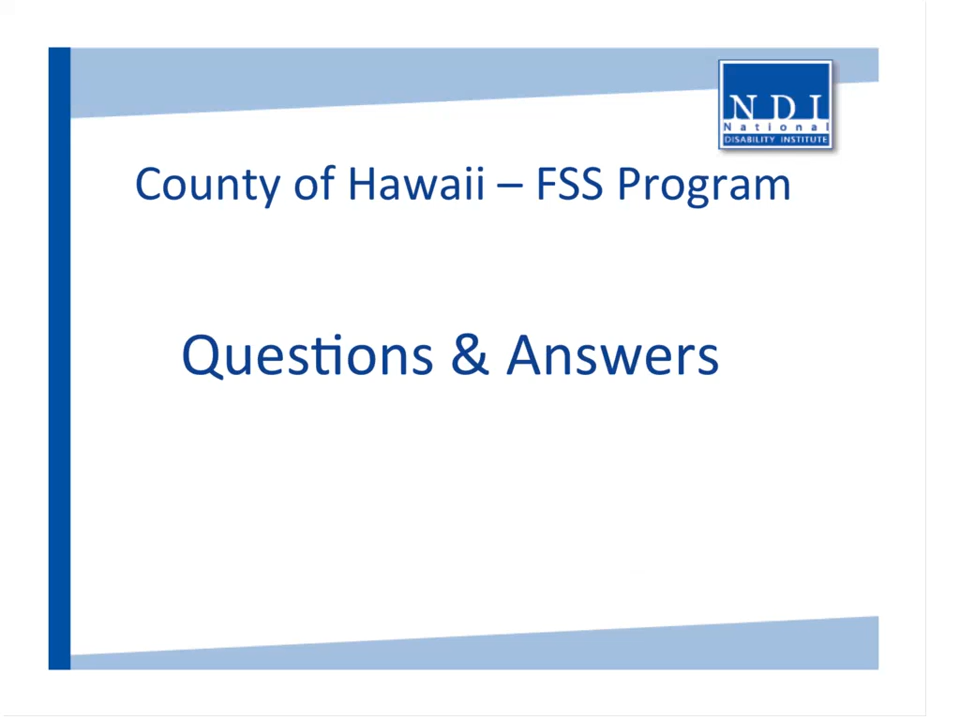 NDI
National
DISABILITY INSTITUTE
County of Hawaii – FSS Program
Questions & Answers